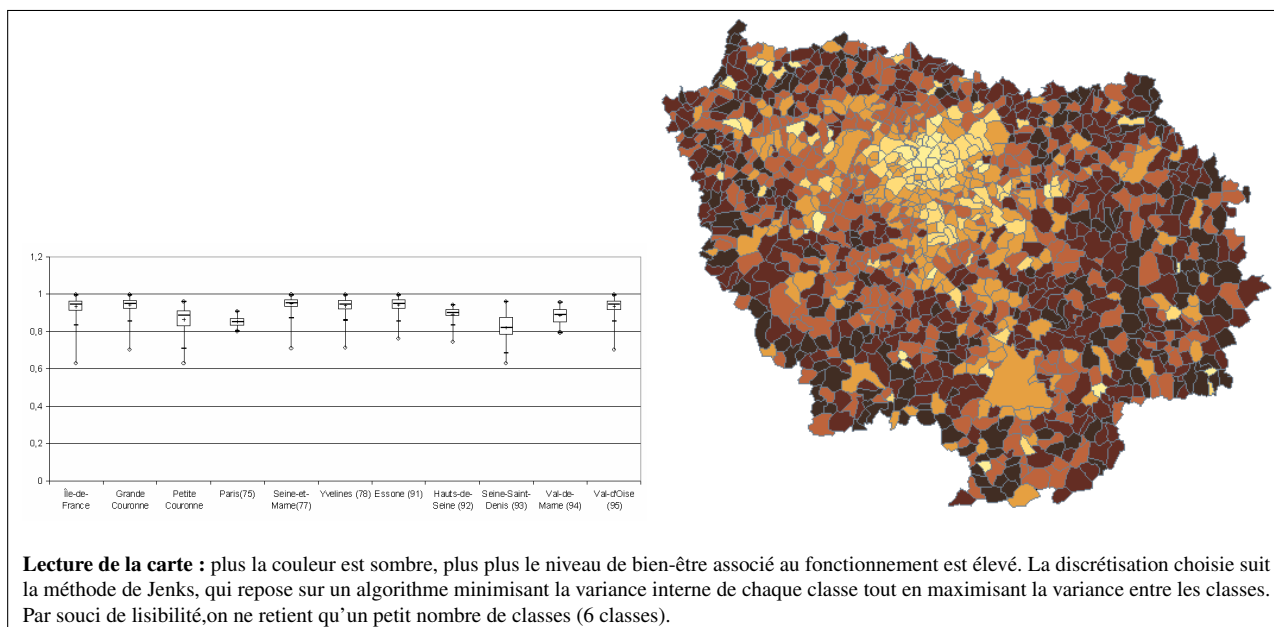 1,2
1
0,8
0,6
0,4
0,2
0
Île-de-
France
Grande
Couronne
Petite
Couronne
Paris(75)
Seine-et-
Marne(77)
Yvelines (78)
Essone (91)
Hauts-de-
Seine (92)
Seine-Saint-
Denis (93)
Val-de-
Marne (94)
Val-d'Oise
(95)
Lecture de la carte : plus la couleur est sombre, plus plus le niveau de bien-être associé au fonctionnement est élevé. La discrétisation choisie suit
la méthode de Jenks, qui repose sur un algorithme minimisant la variance interne de chaque classe tout en maximisant la variance entre les classes.
Par souci de lisibilité,on ne retient qu'un petit nombre de classes (6 classes).